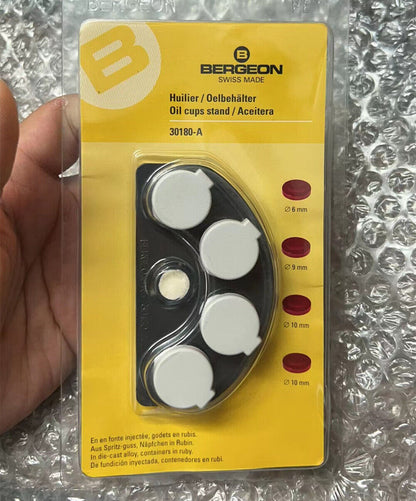 BERGEON
B
B
BERGEON
SWISS MADE
Huilier / Oelbehälter
Oil cups stand / Aceitera
30180-A
Ø 6 mm
Ø 9 mm
Ø 10 mm
Ø 10 mm
En en fonte injectée, godets en rubis.
Aus Spritz-guss, Näpfchen in Rubin.
In die-cast alloy, containers in ruby.
De fundición inyectada, contenedores en rubi.